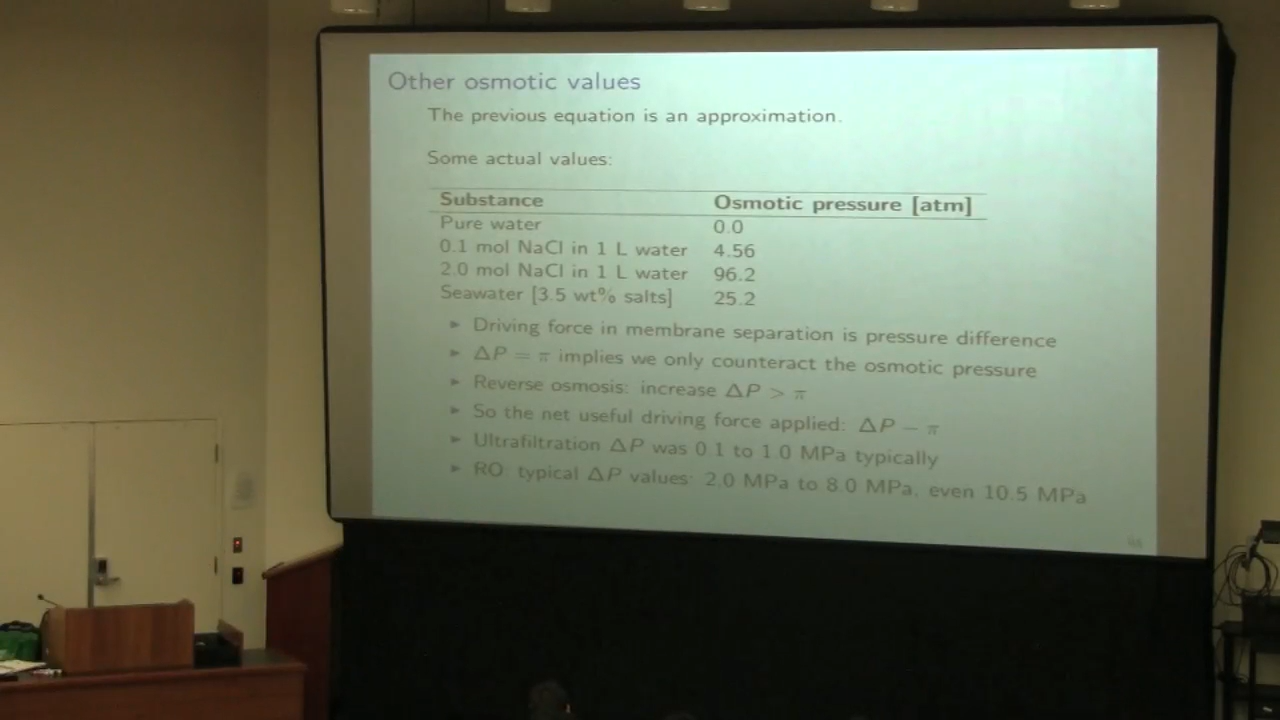 Other osmotic values
The previous equation is an approximation.
Some actual values:
Substance Osmotic pressure [atm]
Pure water 0.0
0.1 mol NaCl in 1 L water 4.56
2.0 mol NaCl in 1 L water 96.2
Seawater [3.5 wt% salts] 25.2
► Driving force in membrane separation is pressure difference
► ΔP = π implies we only counteract the osmotic pressure
► Reverse osmosis: increase ΔP > π
► So the net useful driving force applied: ΔP − π
► Ultrafiltration ΔP was 0.1 to 1.0 MPa typically
► RO: typical ΔP values: 2.0 MPa to 8.0 MPa, even 10.5 MPa